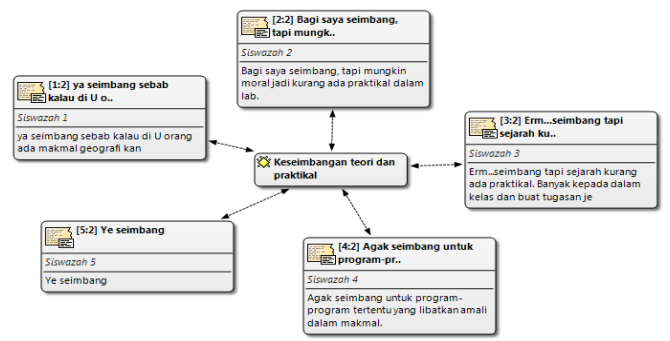 [2:2] Bagi saya seimbang,
tapi mungk..
Siswazah 2
Bagi saya seimbang, tapi mungkin
moral jadi kurang ada praktikal dalam
lab.
[1:2] ya seimbang sebab
kalau di U o..
Siswazah 1
ya seimbang sebab kalau di U orang
ada makmal geografi kan
[3:2] Erm...seimbang tapi
sejarah ku..
Siswazah 3
Erm...seimbang tapi sejarah kurang
ada praktikal. Banyak kepada dalam
kelas dan buat tugasan je
Keseimbangan teori dan
praktikal
[5:2] Ye seimbang
Siswazah 5
Ye seimbang
[4:2] Agak seimbang untuk
program-pr..
Siswazah 4
Agak seimbang untuk program-
program tertentu yang libatkan amali
dalam makmal.